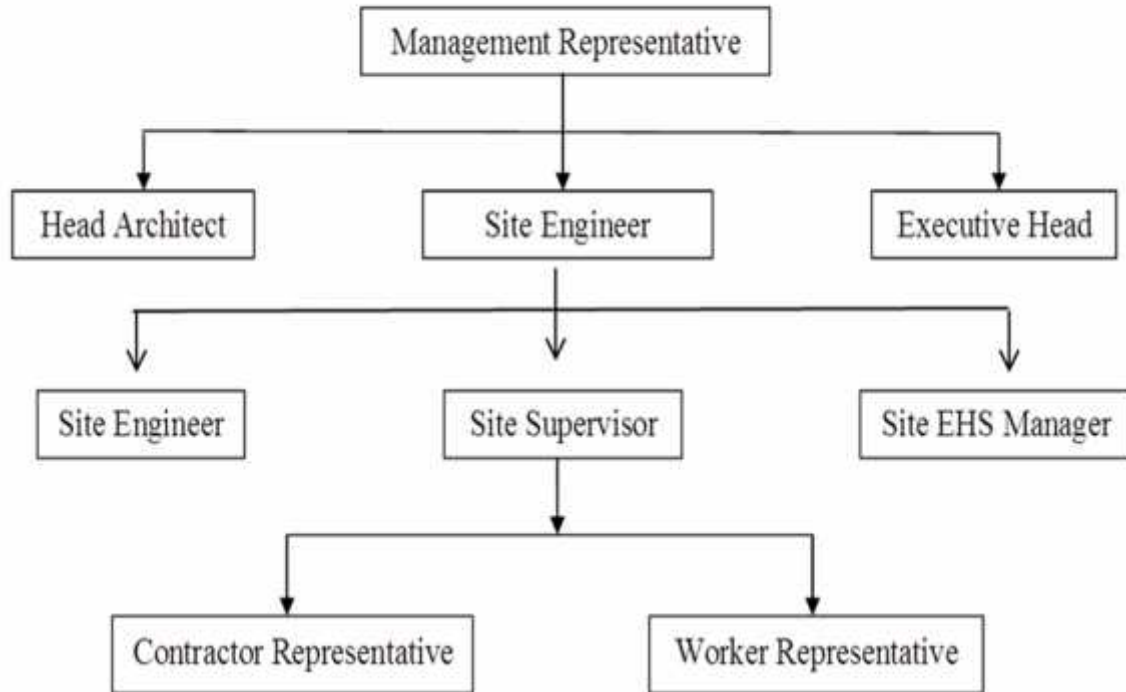 Management Representative
Head Architect
Site Engineer
Executive Head
Site Engineer
Site Supervisor
Site EHS Manager
Contractor Representative
Worker Representative